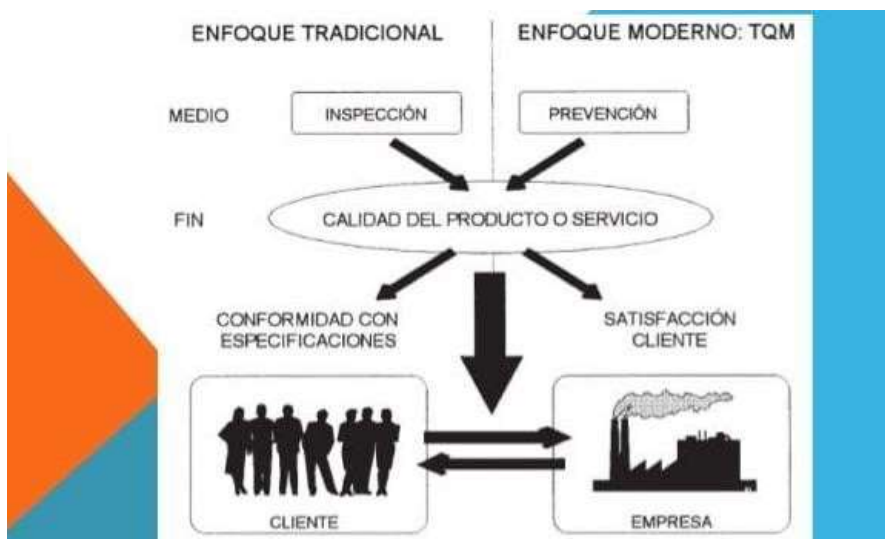 ENFOQUE TRADICIONAL
ENFOQUE MODERNO: TQM
MEDIO
INSPECCIÓN
PREVENCIÓN
FIN
CALIDAD DEL PRODUCTO O SERVICIO
CONFORMIDAD CON
ESPECIFICACIONES
SATISFACCIÓN
CLIENTE
CLIENTE
EMPRESA